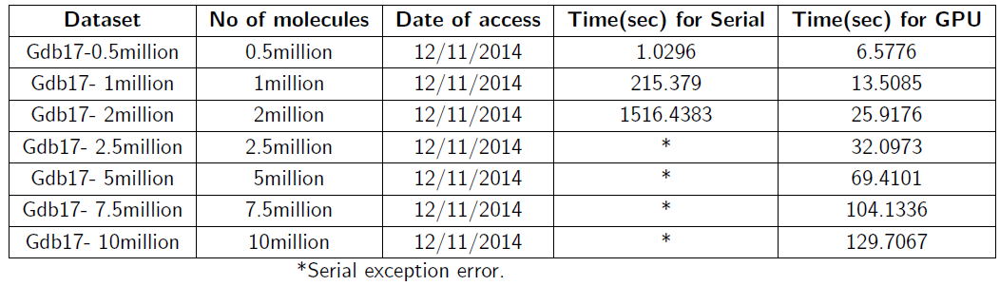 Dataset No of molecules Date of access Time(sec) for Serial Time(sec) for GPU
Gdb17-0.5million 0.5million 12/11/2014 1.0296 6.5776
Gdb17- 1million 1million 12/11/2014 215.379 13.5085
Gdb17- 2million 2million 12/11/2014 1516.4383 25.9176
Gdb17- 2.5million 2.5million 12/11/2014 * 32.0973
Gdb17- 5million 5million 12/11/2014 * 69.4101
Gdb17- 7.5million 7.5million 12/11/2014 * 104.1336
Gdb17- 10million 10million 12/11/2014 * 129.7067
*Serial exception error.